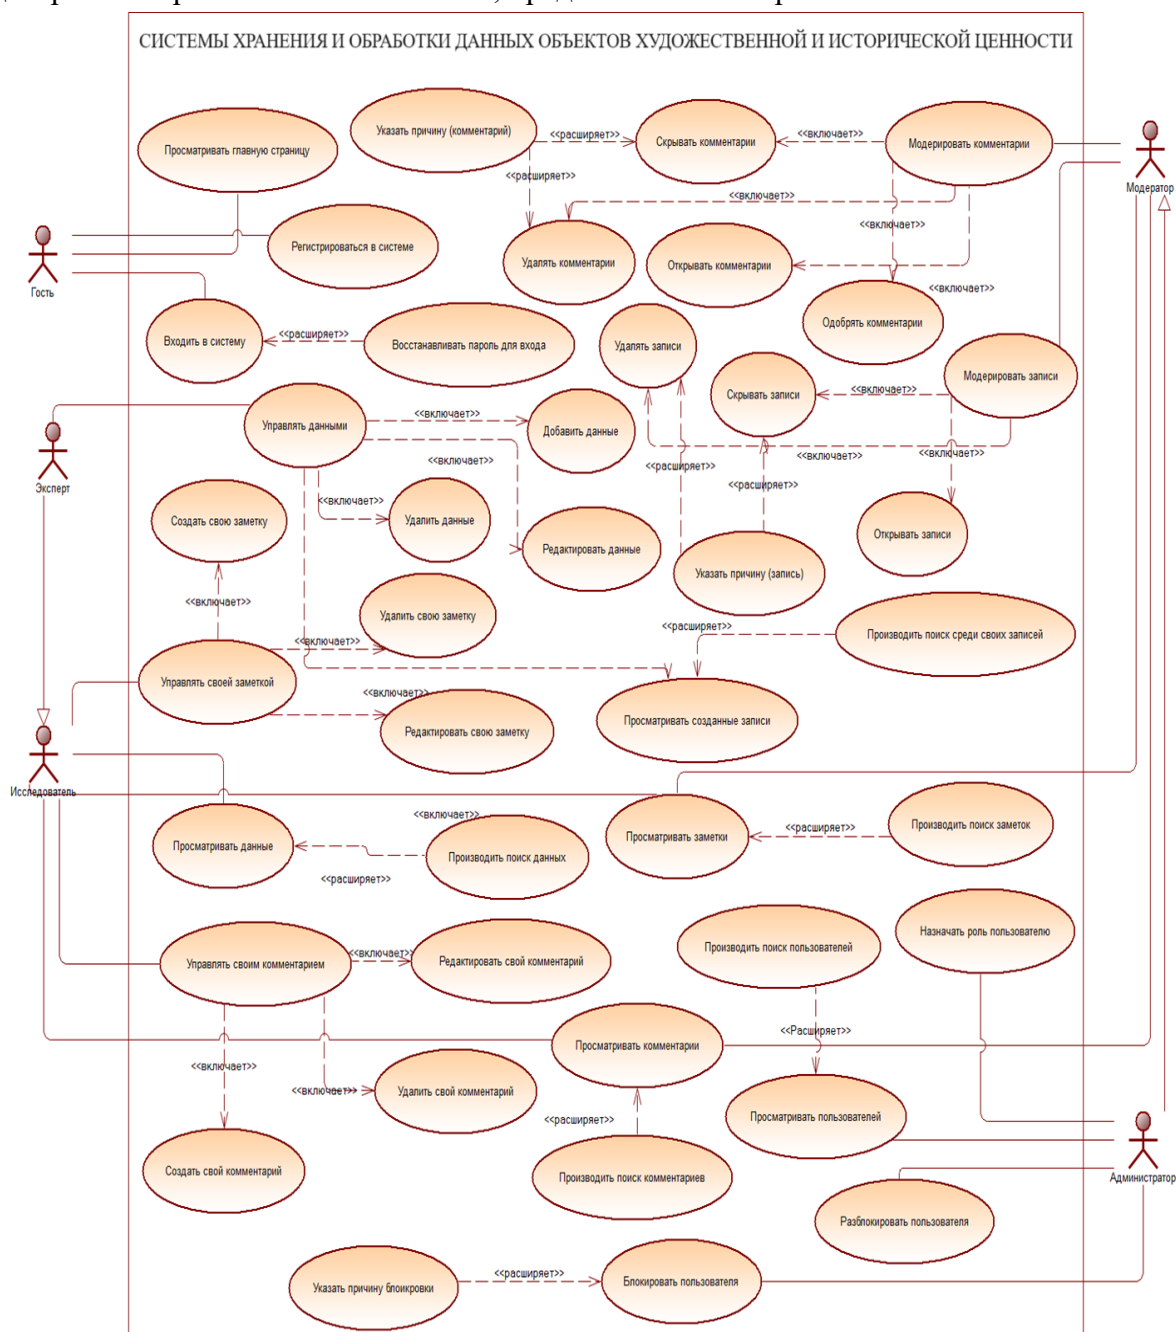 СИСТЕМЫ ХРАНЕНИЯ И ОБРАБОТКИ ДАННЫХ ОБЪЕКТОВ ХУДОЖЕСТВЕННОЙ И ИСТОРИЧЕСКОЙ ЦЕННОСТИ
Просматривать главную страницу
Указать причину (комментарий)
<<расширяет>>
Скрывать комментарии
<<включает>>
Модерировать комментарии
Модератор
<<расширяет>>
<<включает>>
<<включает>>
Гость
Регистрироваться в системе
Удалять комментарии
Открывать комментарии
<<включает>>
Одобрять комментарии
Входить в систему
<<расширяет>>
Восстанавливать пароль для входа
Удалять записи
Скрывать записи
<<включает>>
Модерировать записи
Эксперт
Управлять данными
<<включает>>
Добавить данные
<<включает>>
<<включает>>
<<включает>>
<<расширяет>>
<<расширяет>>
<<включает>>
Создать свою заметку
Удалить данные
Редактировать данные
Открывать записи
Указать причину (запись)
<<включает>>
Удалить свою заметку
<<включает>>
<<расширяет>>
Производить поиск среди своих записей
Управлять своей заметкой
<<включает>>
Редактировать свою заметку
Просматривать созданные записи
Исследователь
<<включает>>
Просматривать данные
Производить поиск данных
<<расширяет>>
Просматривать заметки
<<расширяет>>
Производить поиск заметок
Производить поиск пользователей
Назначать роль пользователю
Управлять своим комментарием
<<включает>>
Редактировать свой комментарий
<<Расширяет>>
Просматривать комментарии
<<включает>>
<<включает>>
Удалить свой комментарий
<<расширяет>>
Просматривать пользователей
Создать свой комментарий
Производить поиск комментариев
Администратор
Разблокировать пользователя
Указать причину блоикровки
<<расширяет>>
Блокировать пользователя